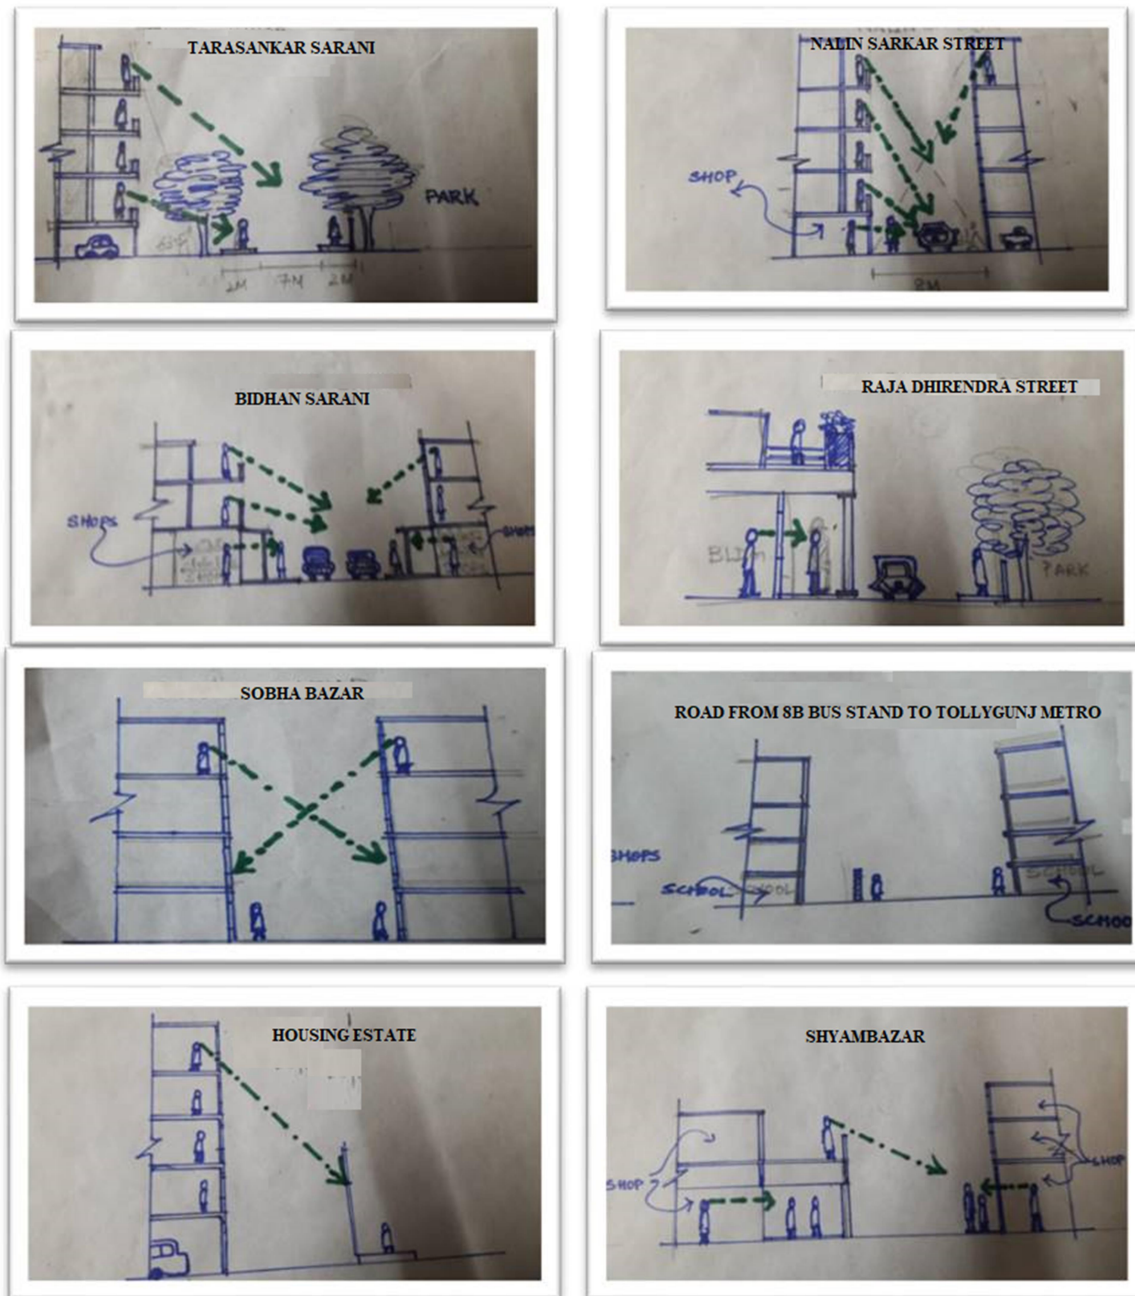 TARASANKAR SARANI
PARK
2M 7M 2M
NALIN SARKAR STREET
SHOP
8M
BIDHAN SARANI
SHOPS
RAJA DHIRENDRA STREET
PARK
SOBHA BAZAR
ROAD FROM 8B BUS STAND TO TOLLYGUNJ METRO
SHOPS
SCHOOL SCHOOL
SCHOOL
SCHOO
HOUSING ESTATE
SHYAMBAZAR
SHOP
SHOP